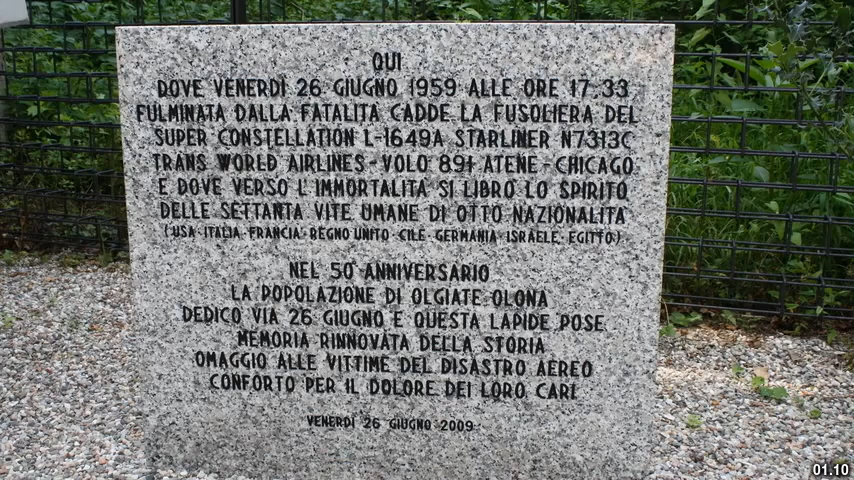 QUI
DOVE VENERDÌ 26 GIUGNO 1959 ALLE ORE 17.33
FULMINATA DALLA FATALITÀ CADDE LA FUSOLIERA DEL
SUPER CONSTELLATION L-1649A STARLINER N7313C
TRANS WORLD AIRLINES - VOLO 891 ATENE - CHICAGO
E DOVE VERSO L'IMMORTALITÀ SI LIBRÒ LO SPIRITO
DELLE SETTANTA VITE UMANE DI OTTO NAZIONALITÀ
(USA · ITALIA · FRANCIA · REGNO UNITO · CILE · GERMANIA · ISRAELE · EGITTO)
NEL 50° ANNIVERSARIO
LA POPOLAZIONE DI OLGIATE OLONA
DEDICÒ VIA 26 GIUGNO E QUESTA LAPIDE POSE
MEMORIA RINNOVATA DELLA STORIA
OMAGGIO ALLE VITTIME DEL DISASTRO AEREO
CONFORTO PER IL DOLORE DEI LORO CARI
VENERDÌ 26 GIUGNO 2009
01.10